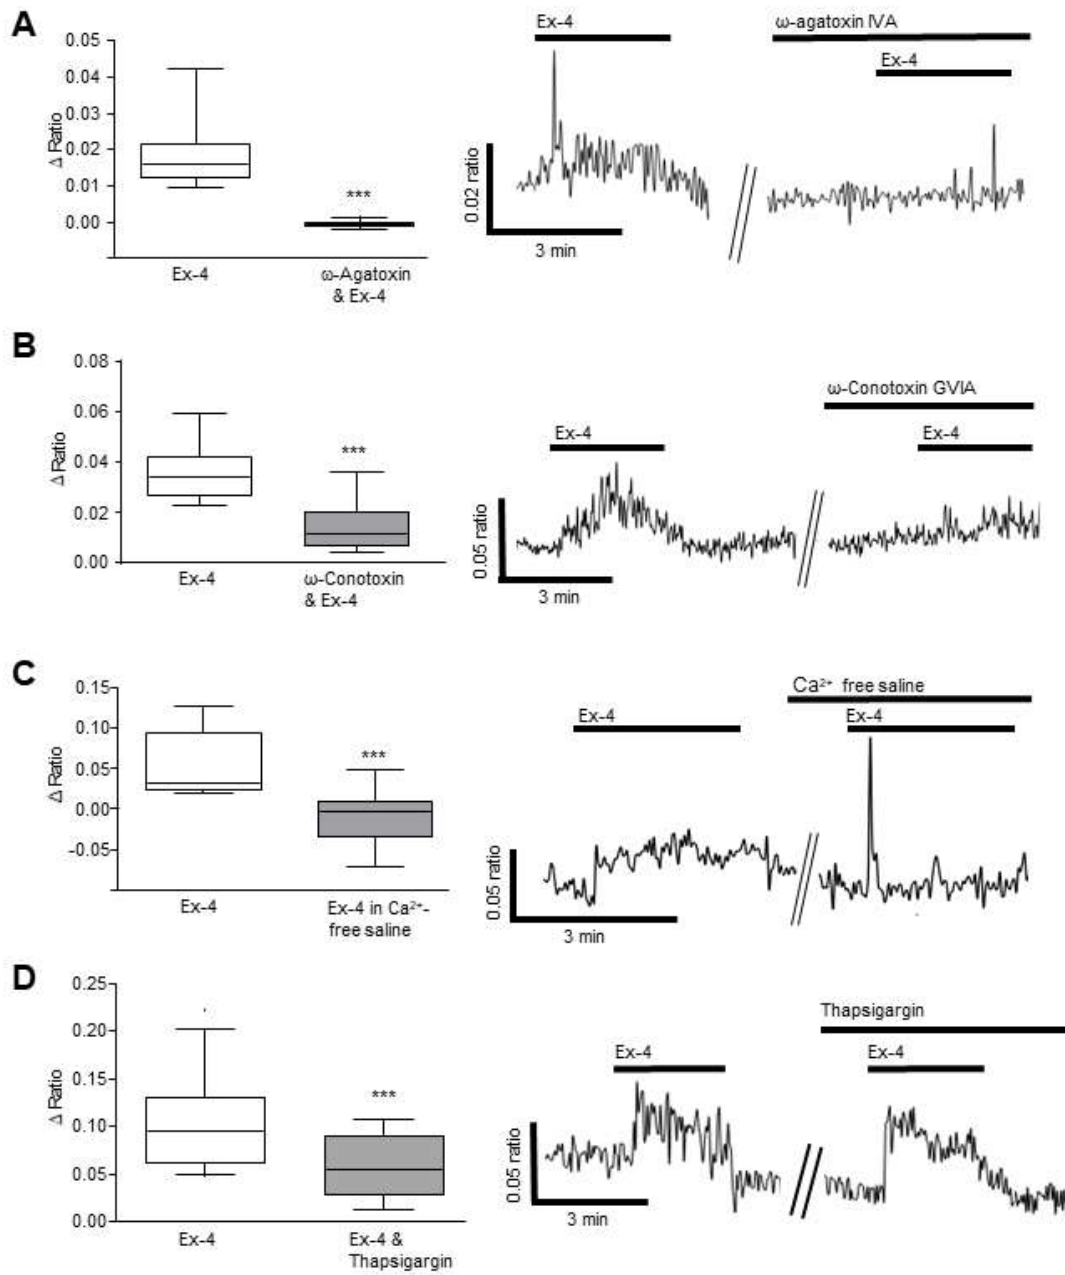 A
0.05
0.04
0.03
0.02
0.01
0.00
Δ Ratio
***
Ex-4
ω-Agatoxin
& Ex-4
Ex-4
0.02 ratio
3 min
ω-agatoxin IVA
Ex-4
B
0.08
0.06
0.04
0.02
0.00
Δ Ratio
***
Ex-4
ω-Conotoxin
& Ex-4
Ex-4
0.05 ratio
3 min
ω-Conotoxin GVIA
Ex-4
C
0.15
0.10
0.05
0.00
-0.05
Δ Ratio
***
Ex-4
Ex-4 in Ca²⁺-
free saline
Ex-4
0.05 ratio
3 min
Ca²⁺ free saline
Ex-4
D
0.25
0.20
0.15
0.10
0.05
0.00
Δ Ratio
***
Ex-4
Ex-4 &
Thapsigargin
Ex-4
0.05 ratio
3 min
Thapsigargin
Ex-4